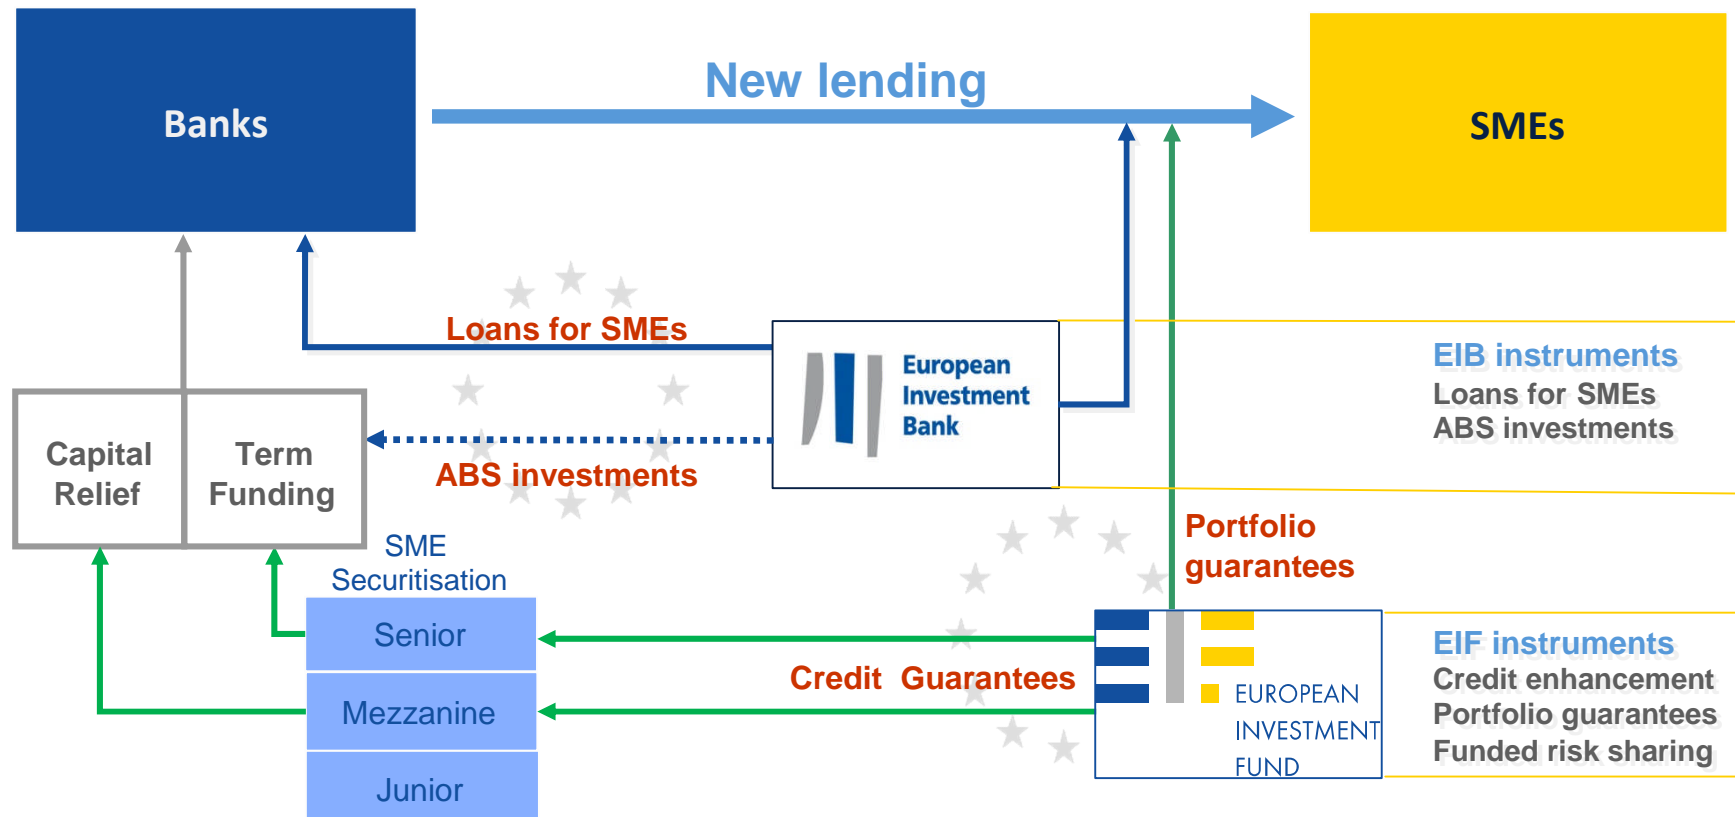 New lending
Banks
SMEs
Loans for SMEs
European
Investment
Bank
EIB instruments
Loans for SMEs
ABS investments
Capital
Relief
Term
Funding
ABS investments
SME
Securitisation
Portfolio
guarantees
Senior
Mezzanine
Junior
Credit Guarantees
EUROPEAN
INVESTMENT
FUND
EIF instruments
Credit enhancement
Portfolio guarantees
Funded risk sharing